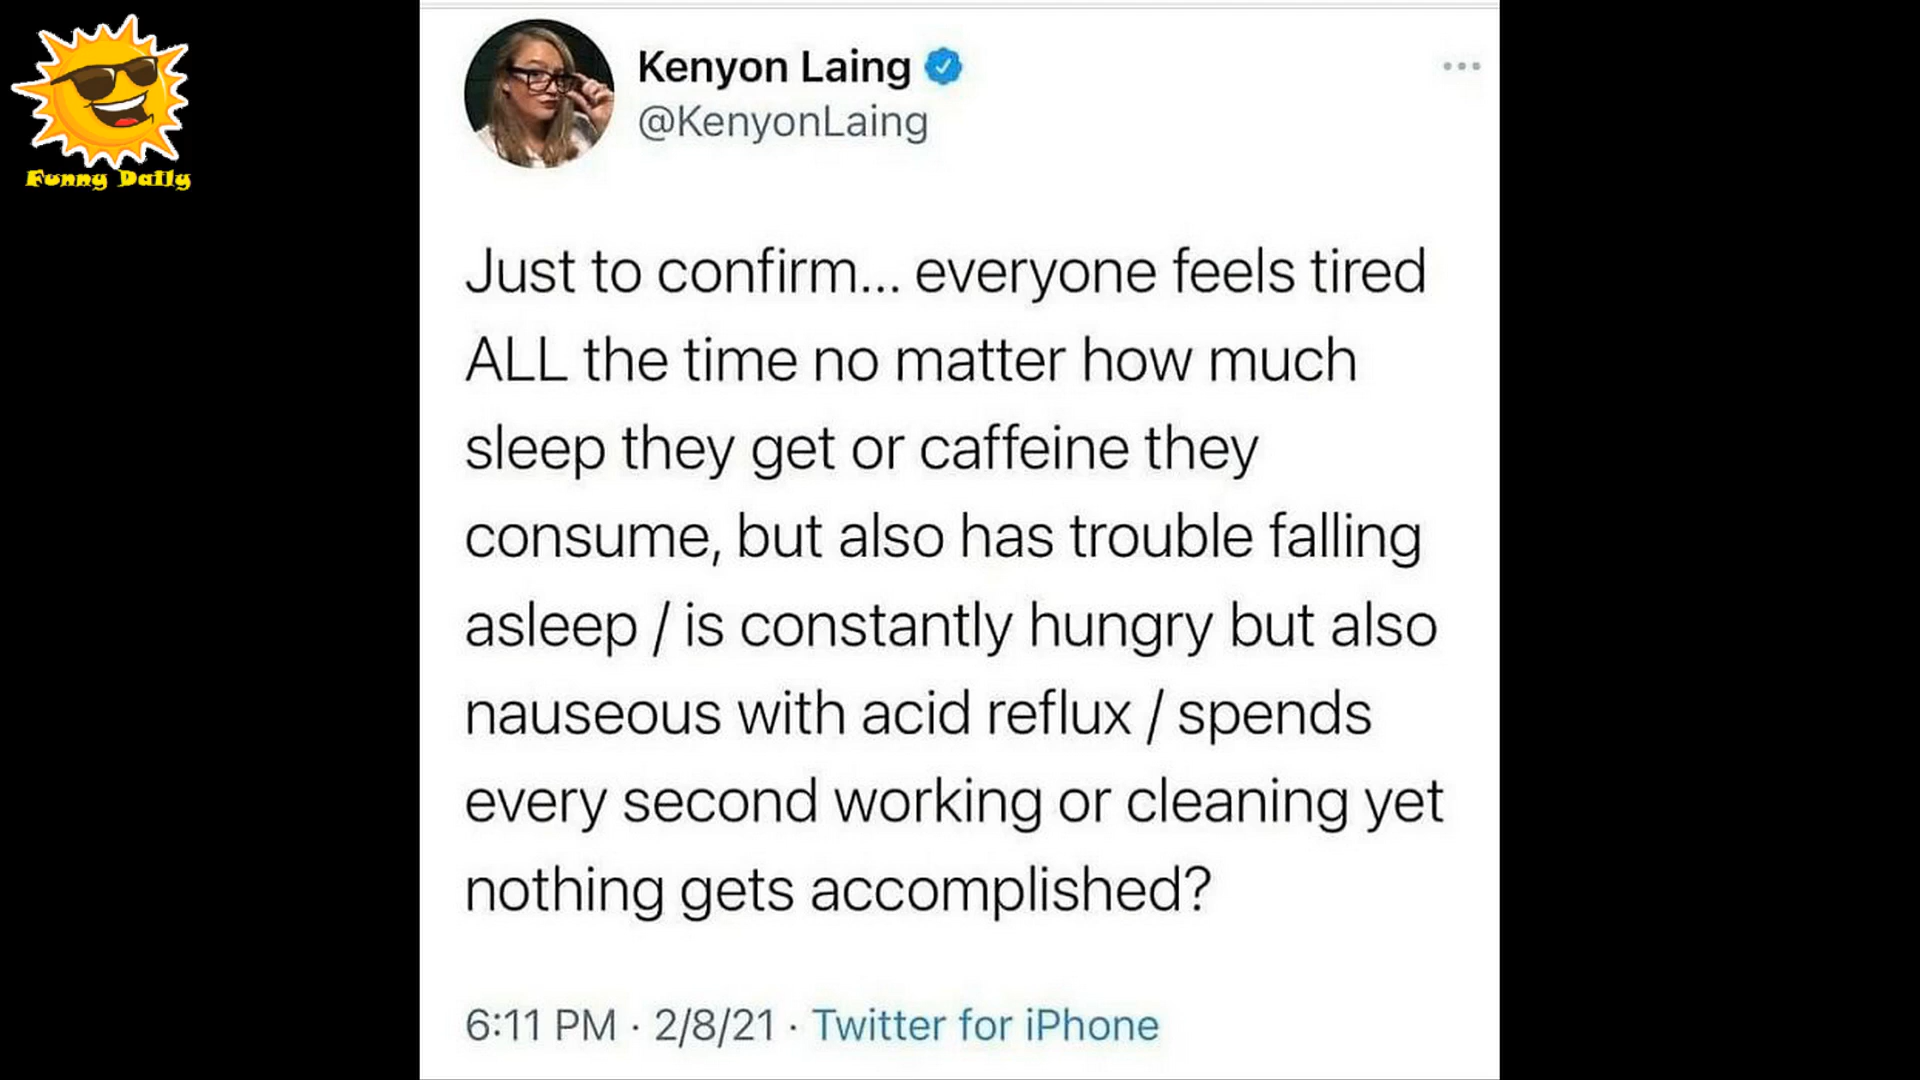 Funny Daily
Kenyon Laing
@KenyonLaing
Just to confirm... everyone feels tired
ALL the time no matter how much
sleep they get or caffeine they
consume, but also has trouble falling
asleep / is constantly hungry but also
nauseous with acid reflux / spends
every second working or cleaning yet
nothing gets accomplished?
6:11 PM · 2/8/21 · Twitter for iPhone